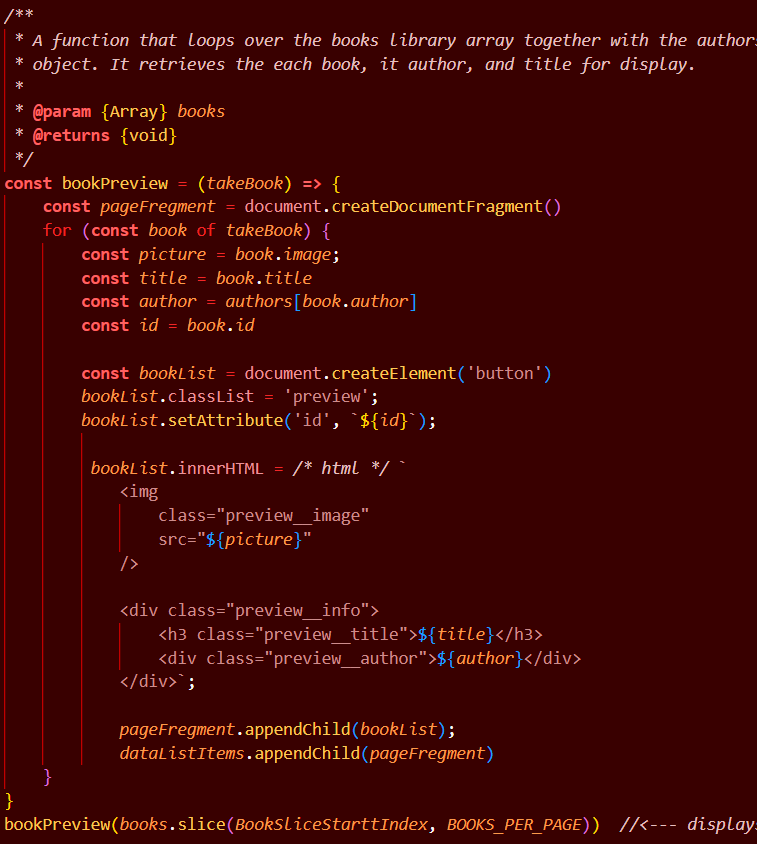 /**
 * A function that loops over the books library array together with the authors
 * object. It retrieves the each book, it author, and title for display.
 *
 * @param {Array} books
 * @returns {void}
 */
const bookPreview = (takeBook) => {
    const pageFregment = document.createDocumentFragment()
    for (const book of takeBook) {
        const picture = book.image;
        const title = book.title
        const author = authors[book.author]
        const id = book.id

        const bookList = document.createElement('button')
        bookList.classList = 'preview';
        bookList.setAttribute('id', `${id}`);

         bookList.innerHTML = /* html */ `
            <img
                class="preview__image"
                src="${picture}"
            />

            <div class="preview__info">
                <h3 class="preview__title">${title}</h3>
                <div class="preview__author">${author}</div>
            </div>`;

            pageFregment.appendChild(bookList);
            dataListItems.appendChild(pageFregment)
    }
}
bookPreview(books.slice(BookSliceStarttIndex, BOOKS_PER_PAGE))  //<--- displays